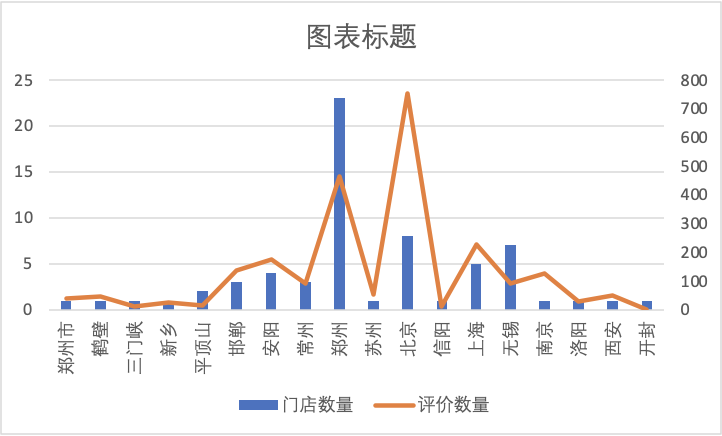 图表标题
25
20
15
10
5
0
800
700
600
500
400
300
200
100
0
郑州市
鹤壁
三门峡
新乡
平顶山
邯郸
安阳
常州
郑州
苏州
北京
信阳
上海
无锡
南京
洛阳
西安
开封
门店数量 评价数量